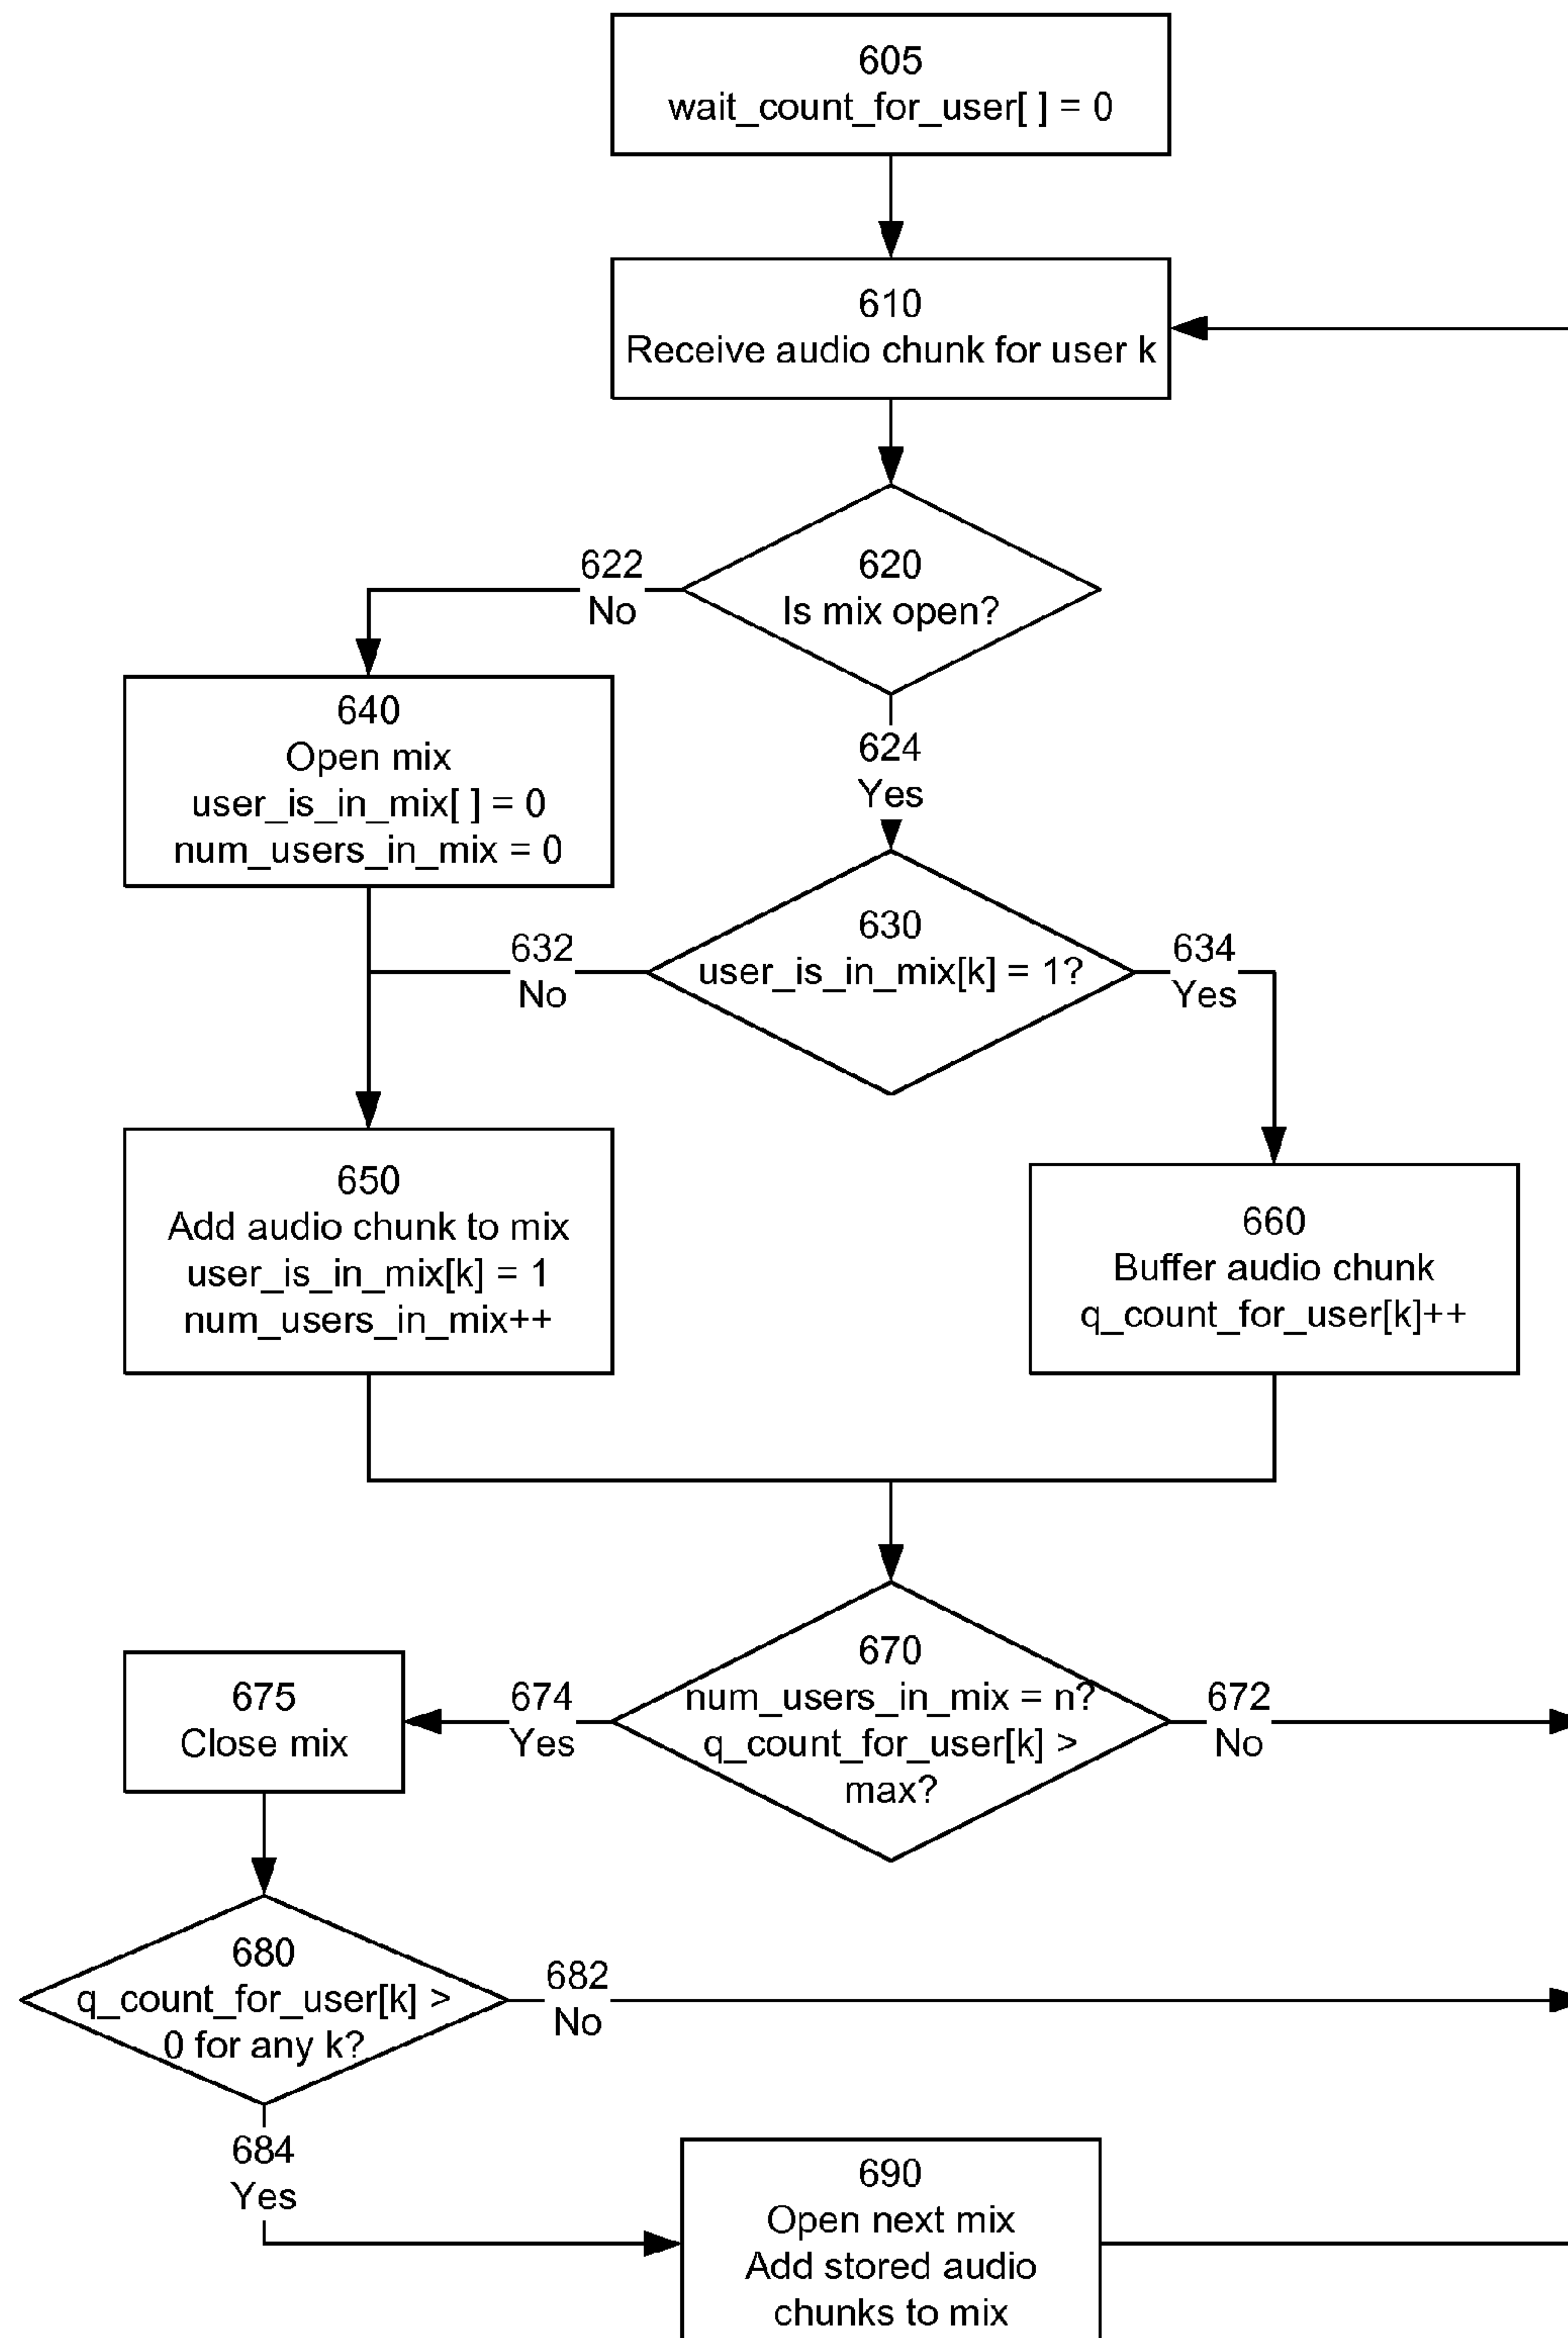 605
wait_count_for_user[ ] = 0
610
Receive audio chunk for user k
620
Is mix open?
622
No
640
Open mix
user_is_in_mix[ ] = 0
num_users_in_mix = 0
624
Yes
630
user_is_in_mix[k] = 1?
632
No
634
Yes
650
Add audio chunk to mix
user_is_in_mix[k] = 1
num_users_in_mix++
660
Buffer audio chunk
q_count_for_user[k]++
670
num_users_in_mix = n?
q_count_for_user[k] >
max?
674
Yes
672
No
675
Close mix
680
q_count_for_user[k] >
0 for any k?
682
No
684
Yes
690
Open next mix
Add stored audio
chunks to mix